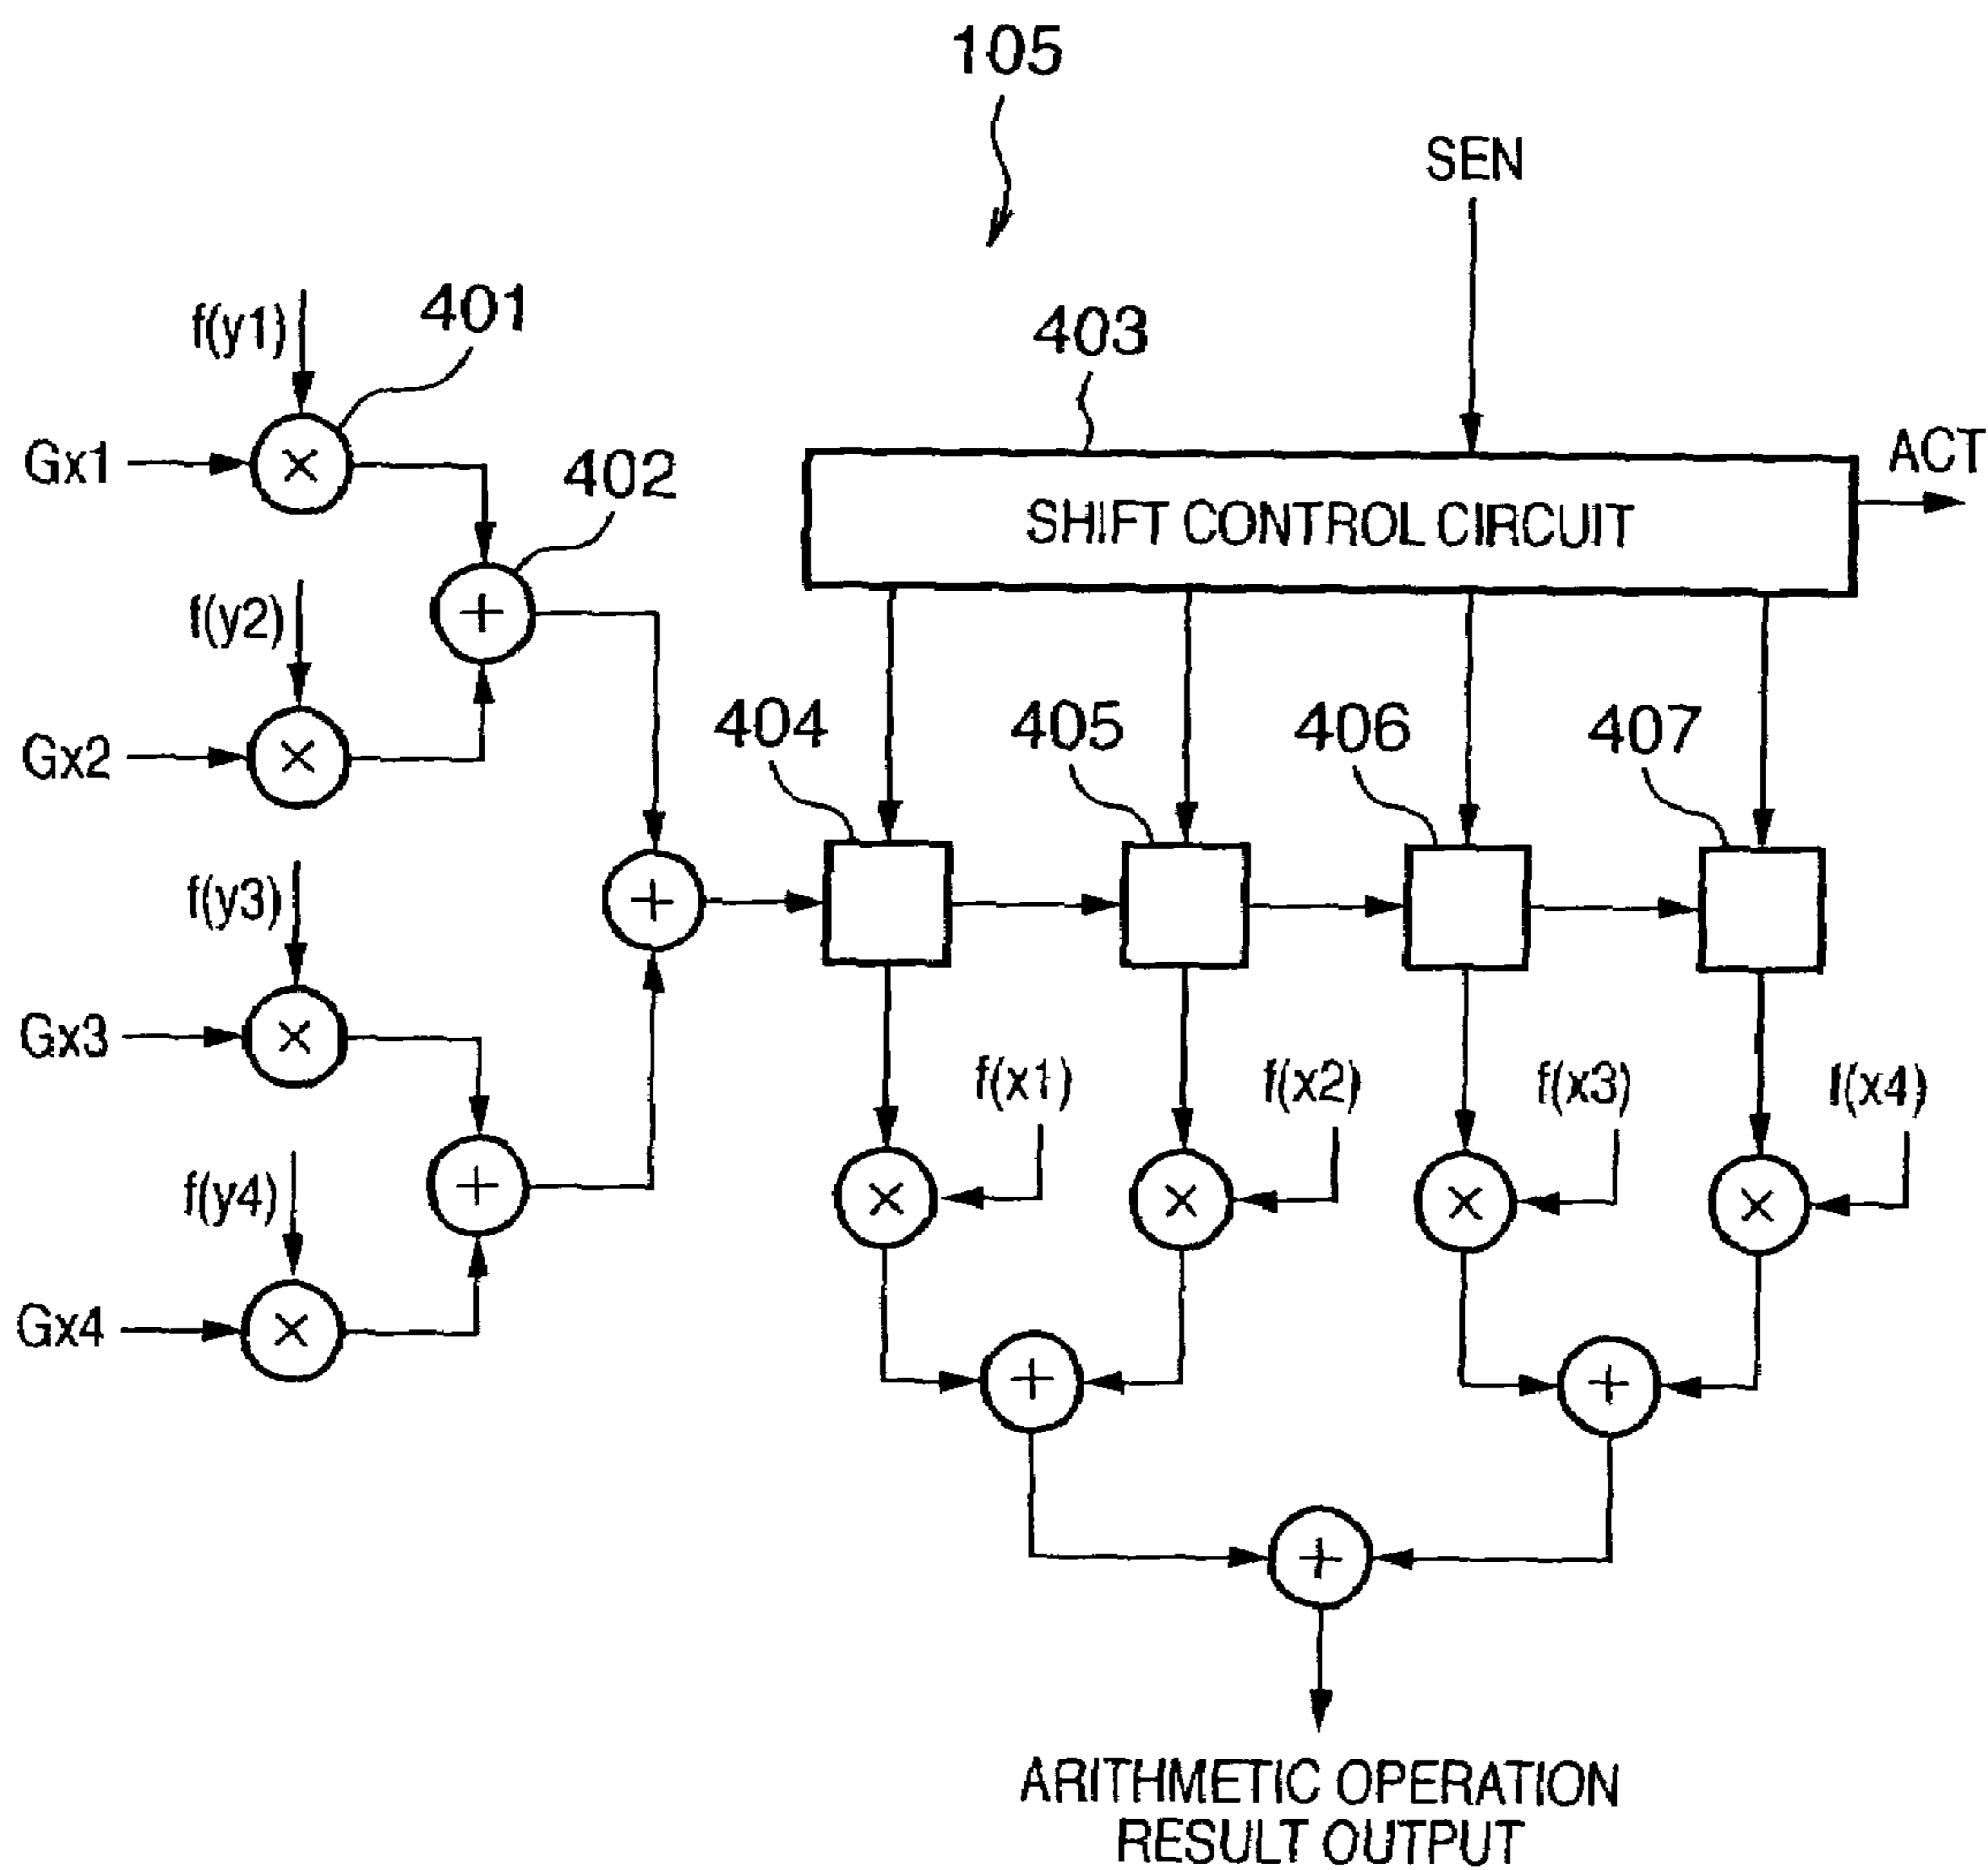 105
SEN
f(y1)
401
403
Gx1
402
ACT
SHIFT CONTROL CIRCUIT
f(y2)
Gx2
404
405
406
407
f(y3)
Gx3
f(x1)
f(x2)
f(x3)
f(x4)
f(y4)
Gx4
ARITHMETIC OPERATION
RESULT OUTPUT